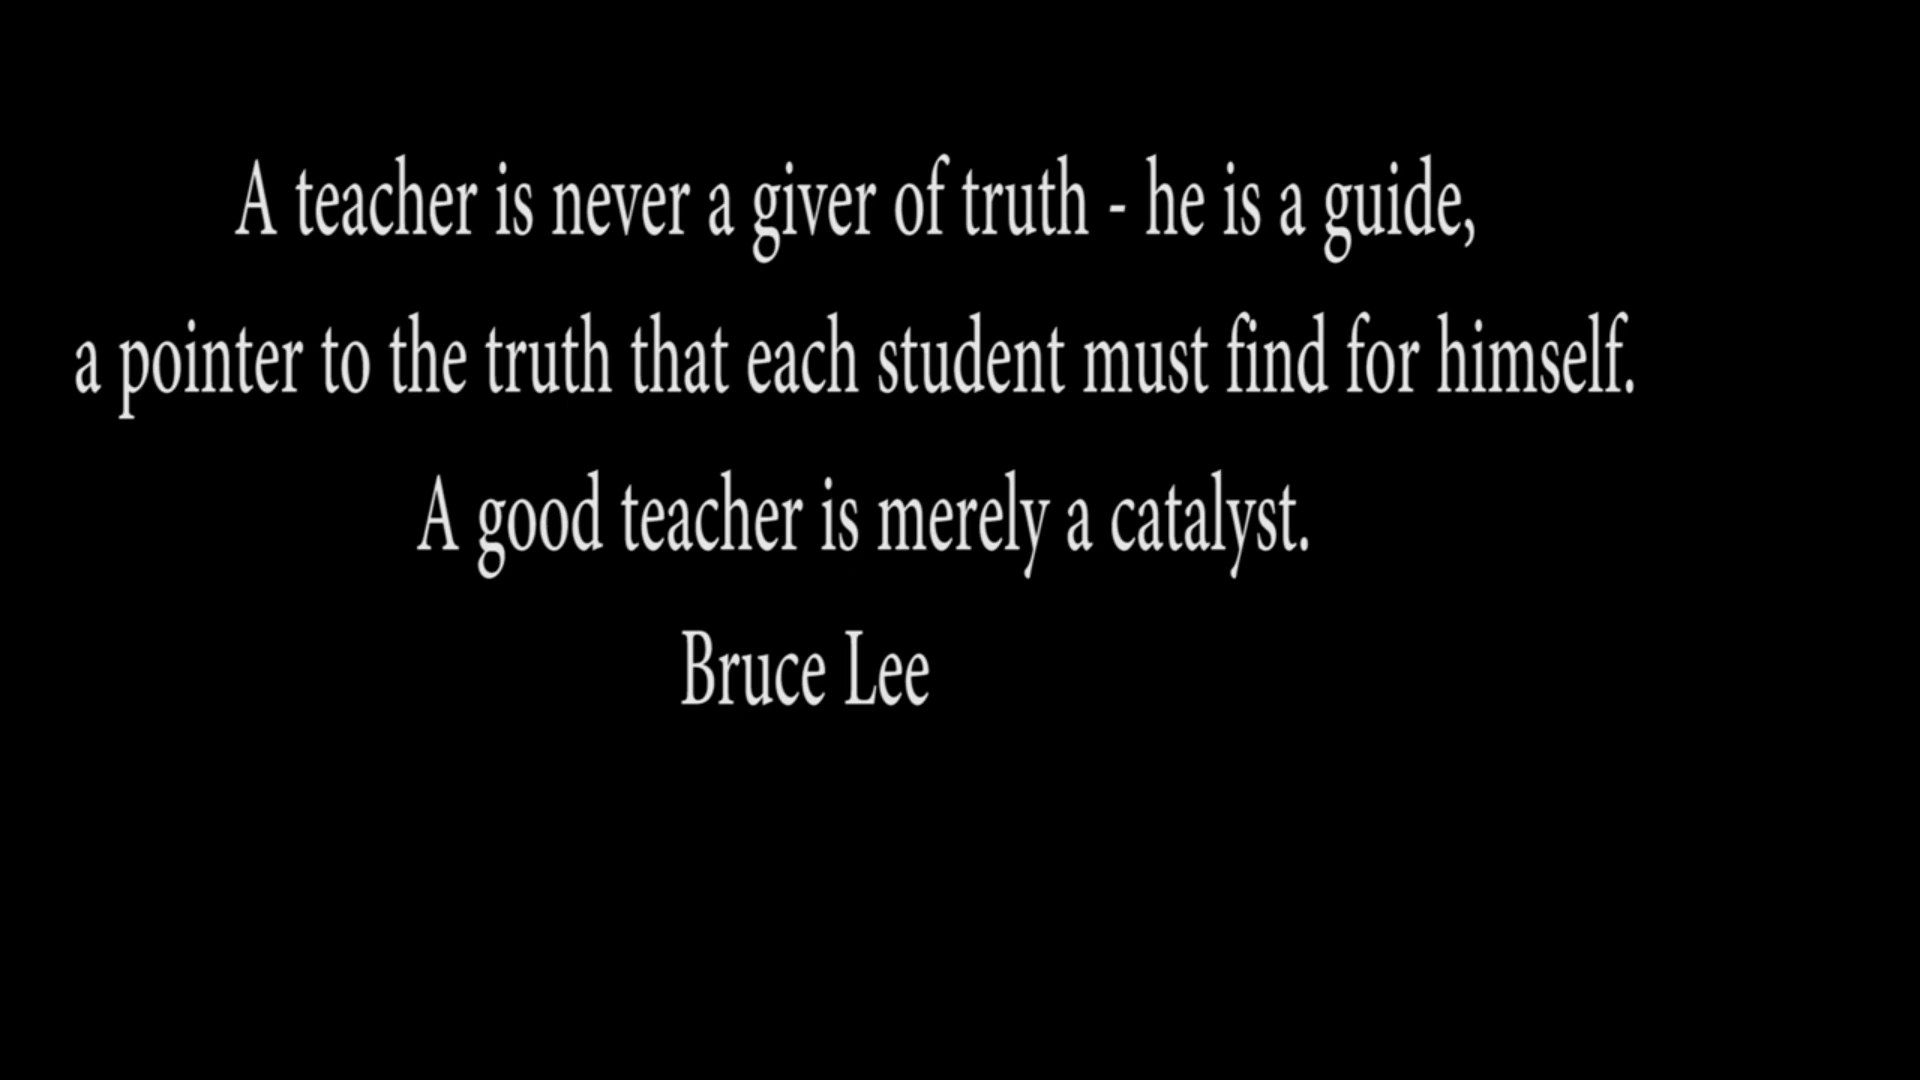 A teacher is never a giver of truth - he is a guide,
a pointer to the truth that each student must find for himself.
A good teacher is merely a catalyst.
Bruce Lee